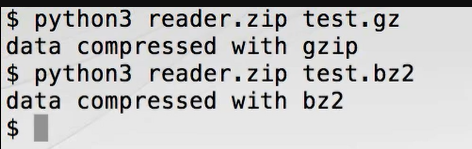 $ python3 reader.zip test.gz
data compressed with gzip
$ python3 reader.zip test.bz2
data compressed with bz2
$